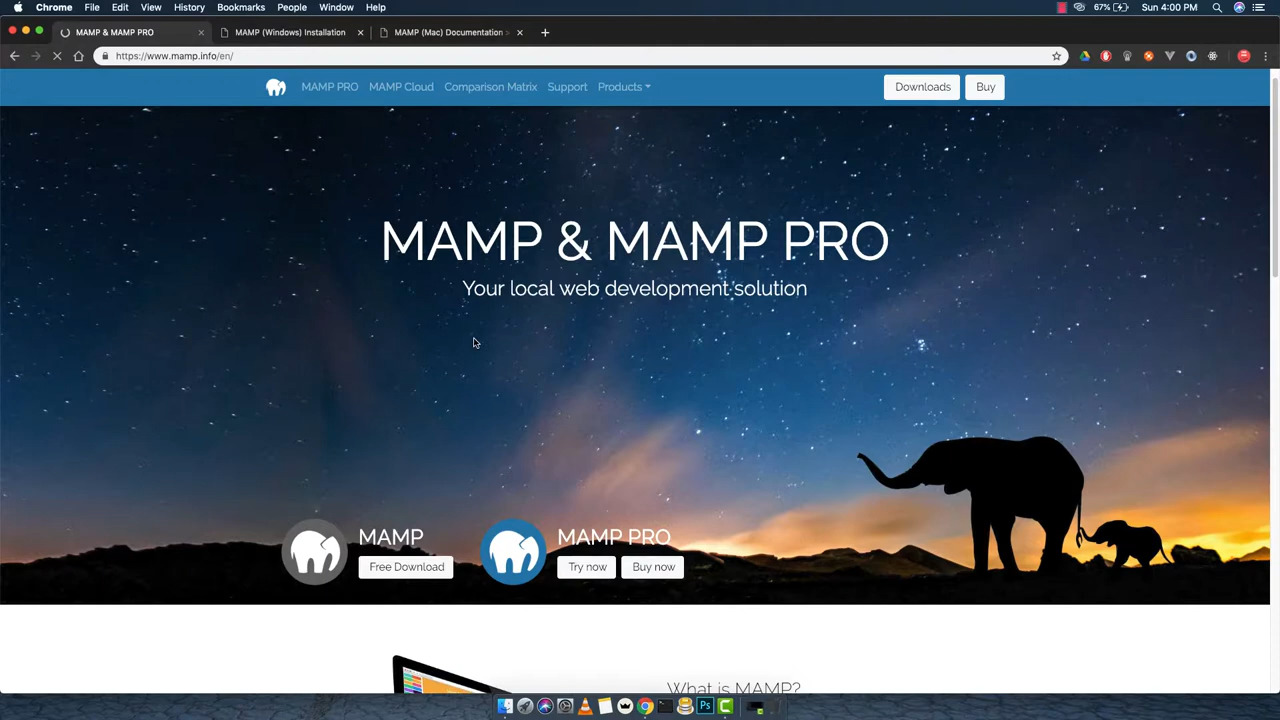 Chrome File Edit View History Bookmarks People Window Help 67% Sun 4:00 PM
MAMP & MAMP PRO MAMP (Windows) Installation MAMP (Mac) Documentation >
https://www.mamp.info/en/
MAMP PRO MAMP Cloud Comparison Matrix Support Products Downloads Buy
MAMP & MAMP PRO
Your local web development solution
MAMP MAMP PRO
Free Download Try now Buy now
What is MAMP?
Ps